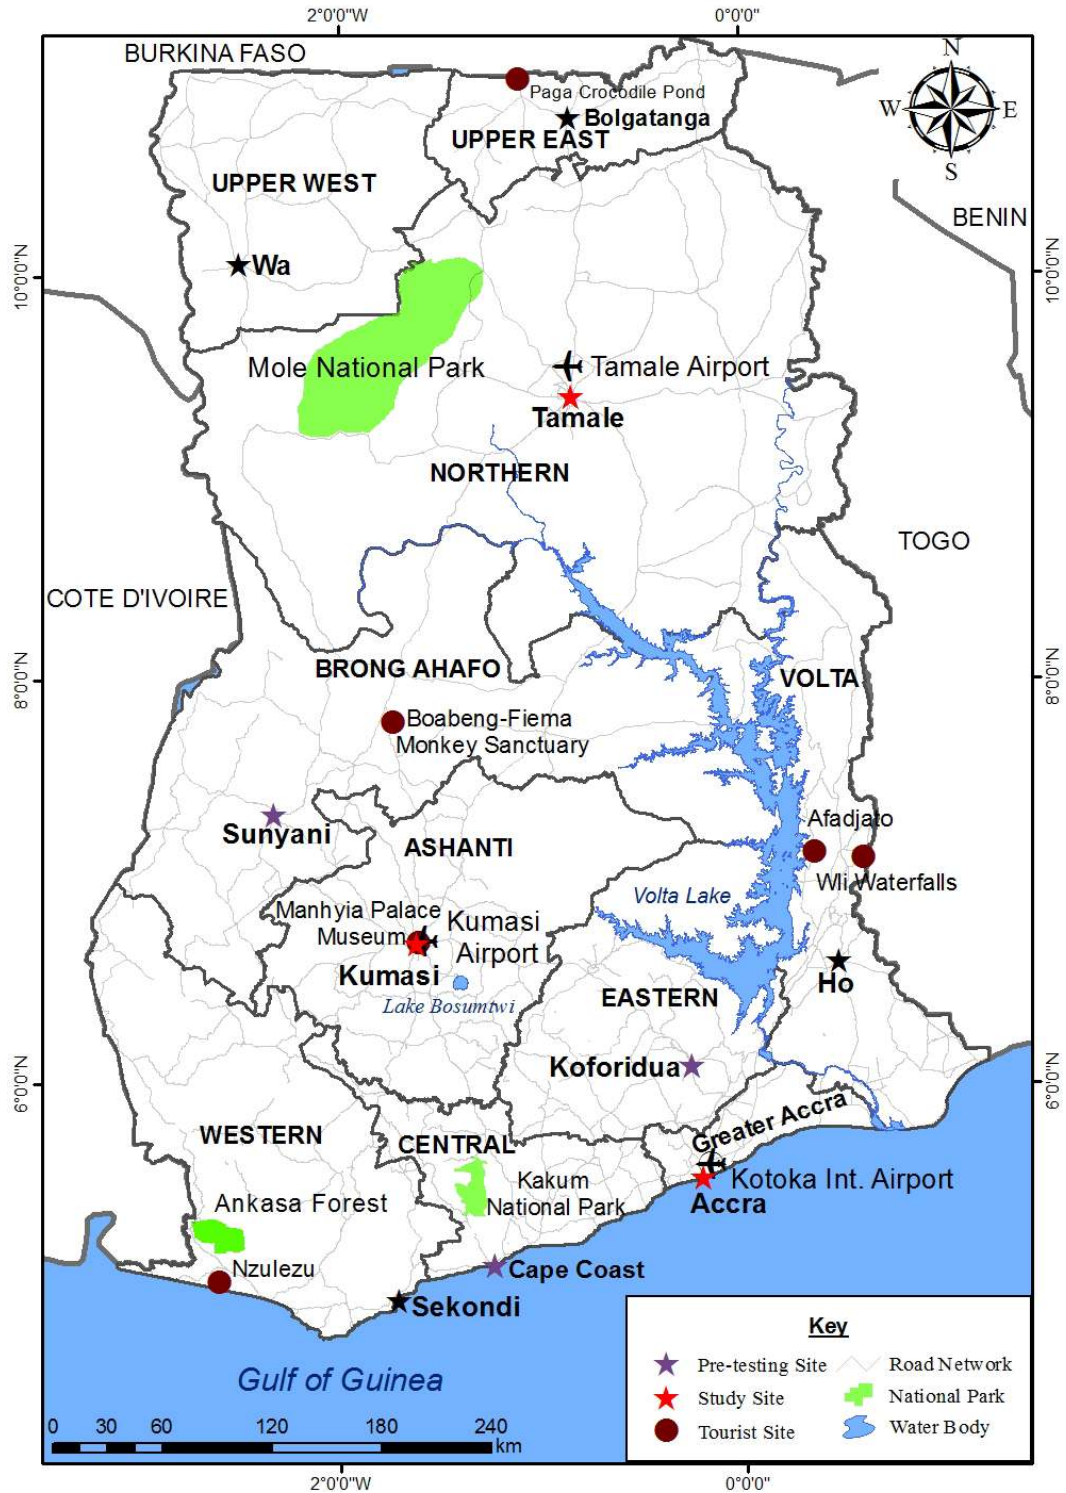 2°0'0"W
0°0'0"
BURKINA FASO
N
W
E
S
Paga Crocodile Pond
Bolgatanga
UPPER EAST
UPPER WEST
BENIN
Wa
10°0'0"N
10°0'0"N
Mole National Park
Tamale Airport
Tamale
NORTHERN
TOGO
COTE D'IVOIRE
BRONG AHAFO
VOLTA
8°0'0"N
8°0'0"N
Boabeng-Fiema
Monkey Sanctuary
Sunyani
Afadjato
ASHANTI
Wli Waterfalls
Volta Lake
Manhyia Palace
Museum
Kumasi
Airport
Kumasi
Ho
Lake Bosumtwi
EASTERN
Koforidua
6°0'0"N
6°0'0"N
Greater Accra
WESTERN
CENTRAL
Kotoka Int. Airport
Kakum
National Park
Accra
Ankasa Forest
Nzulezu
Cape Coast
Sekondi
Gulf of Guinea
Key
Pre-testing Site
Road Network
Study Site
National Park
Tourist Site
Water Body
0 30 60 120 180 240
km
2°0'0"W
0°0'0"